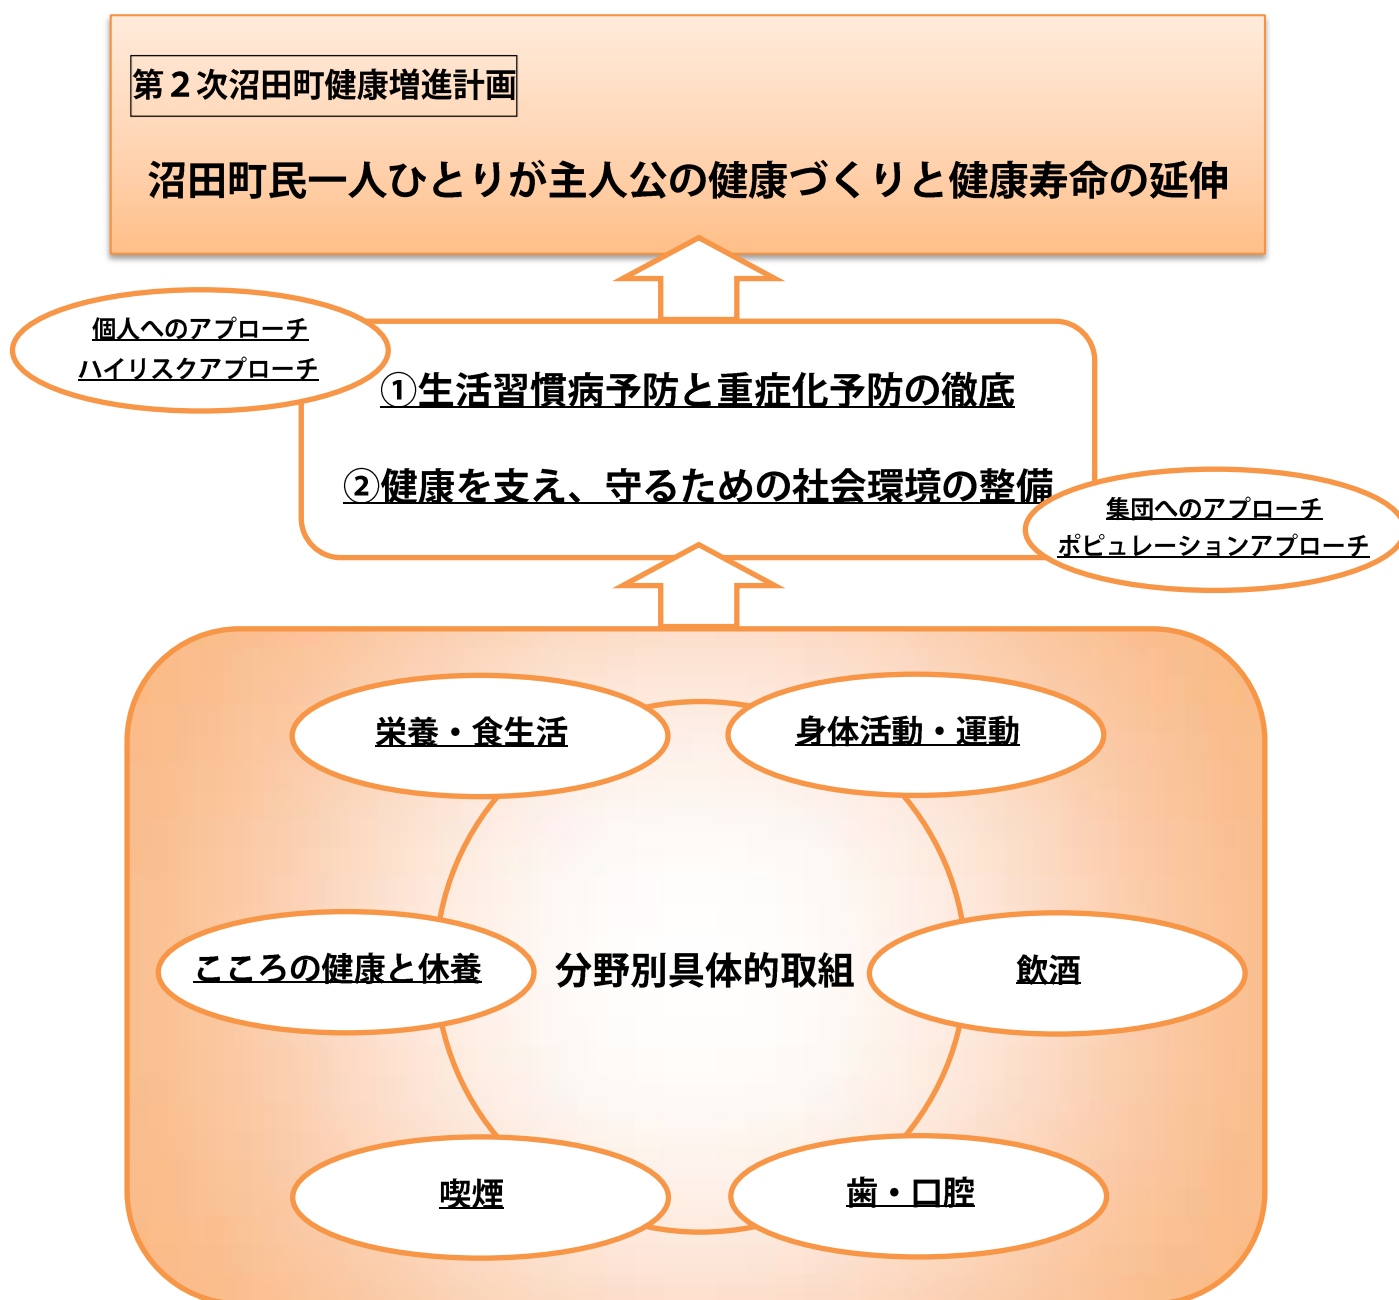 第２次沼田町健康増進計画
沼田町民一人ひとりが主人公の健康づくりと健康寿命の延伸
個人へのアプローチ
ハイリスクアプローチ
①生活習慣病予防と重症化予防の徹底
②健康を支え、守るための社会環境の整備
集団へのアプローチ
ポピュレーションアプローチ
栄養・食生活
身体活動・運動
こころの健康と休養
分野別具体的取組
飲酒
喫煙
歯・口腔